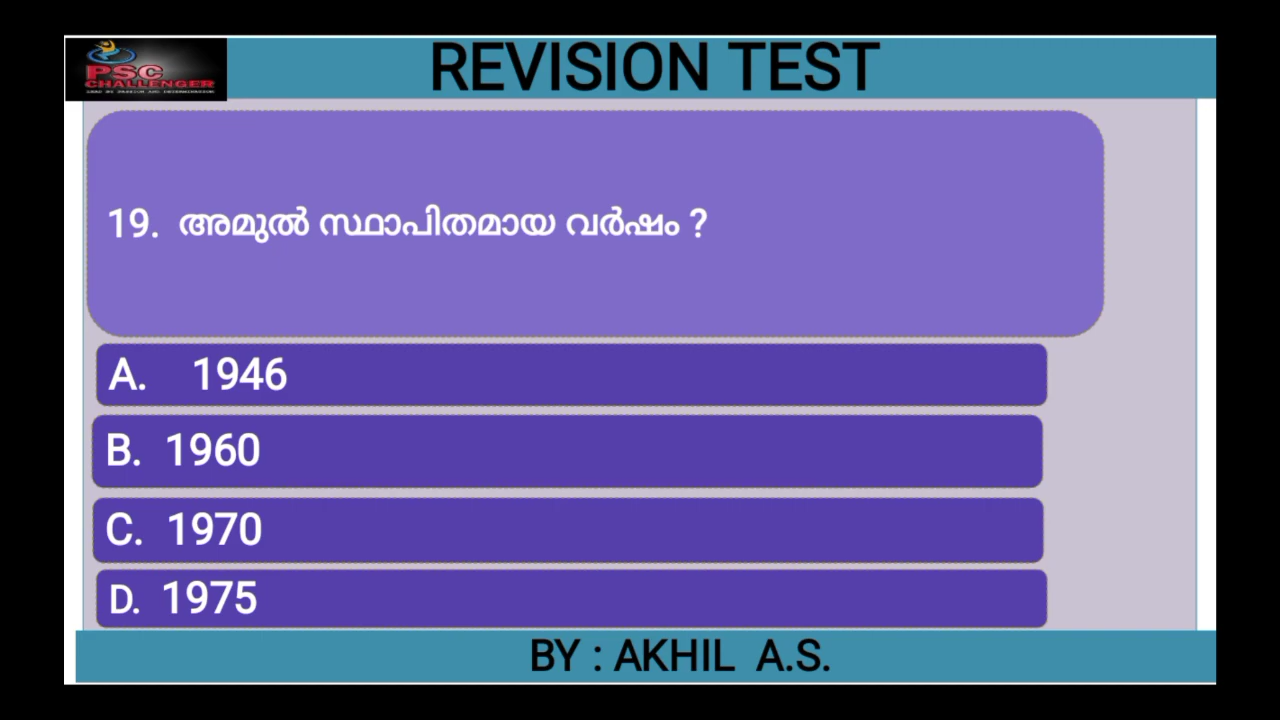 PSC
CHALLENGER
REVISION TEST
19. അമുൽ സ്ഥാപിതമായ വർഷം ?
A. 1946
B. 1960
C. 1970
D. 1975
BY : AKHIL A.S.